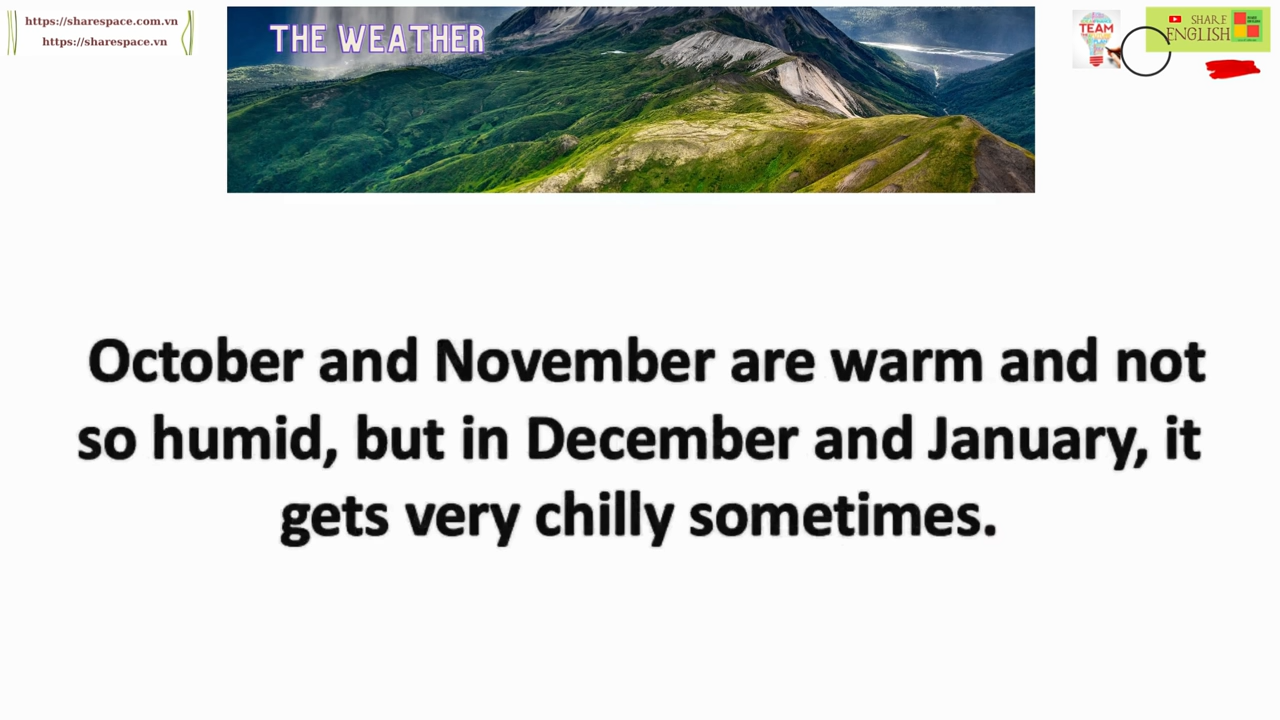 https://sharespace.com.vn
https://sharespace.vn
THE WEATHER
TEAM
SHARE
ENGLISH
October and November are warm and not
so humid, but in December and January, it
gets very chilly sometimes.